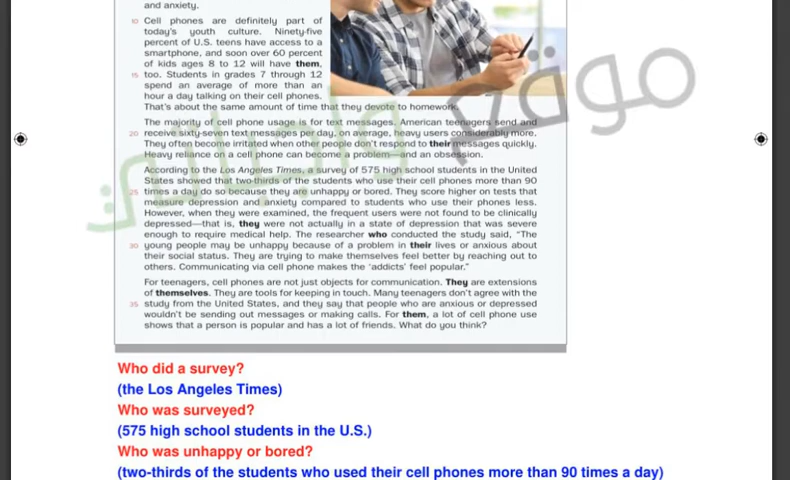 and anxiety.
10 Cell phones are definitely part of
today's youth culture. Ninety-five
percent of U.S. teens have access to a
smartphone, and soon over 60 percent
of kids ages 8 to 12 will have them,
15 too. Students in grades 7 through 12
spend an average of more than an
hour a day talking on their cell phones.
That's about the same amount of time that they devote to homework.
The majority of cell phone usage is for text messages. American teenagers send and
20 receive sixty-seven text messages per day, on average, heavy users considerably more.
They often become irritated when other people don't respond to their messages quickly.
Heavy reliance on a cell phone can become a problem—and an obsession.
According to the Los Angeles Times, a survey of 575 high school students in the United
States showed that two-thirds of the students who use their cell phones more than 90
25 times a day do so because they are unhappy or bored. They score higher on tests that
measure depression and anxiety compared to students who use their phones less.
However, when they were examined, the frequent users were not found to be clinically
depressed—that is, they were not actually in a state of depression that was severe
enough to require medical help. The researcher who conducted the study said, "The
30 young people may be unhappy because of a problem in their lives or anxious about
their social status. They are trying to make themselves feel better by reaching out to
others. Communicating via cell phone makes the 'addicts' feel popular."
For teenagers, cell phones are not just objects for communication. They are extensions
of themselves. They are tools for keeping in touch. Many teenagers don't agree with the
35 study from the United States, and they say that people who are anxious or depressed
wouldn't be sending out messages or making calls. For them, a lot of cell phone use
shows that a person is popular and has a lot of friends. What do you think?
موقع
واجباتي
Who did a survey?
(the Los Angeles Times)
Who was surveyed?
(575 high school students in the U.S.)
Who was unhappy or bored?
(two-thirds of the students who used their cell phones more than 90 times a day)